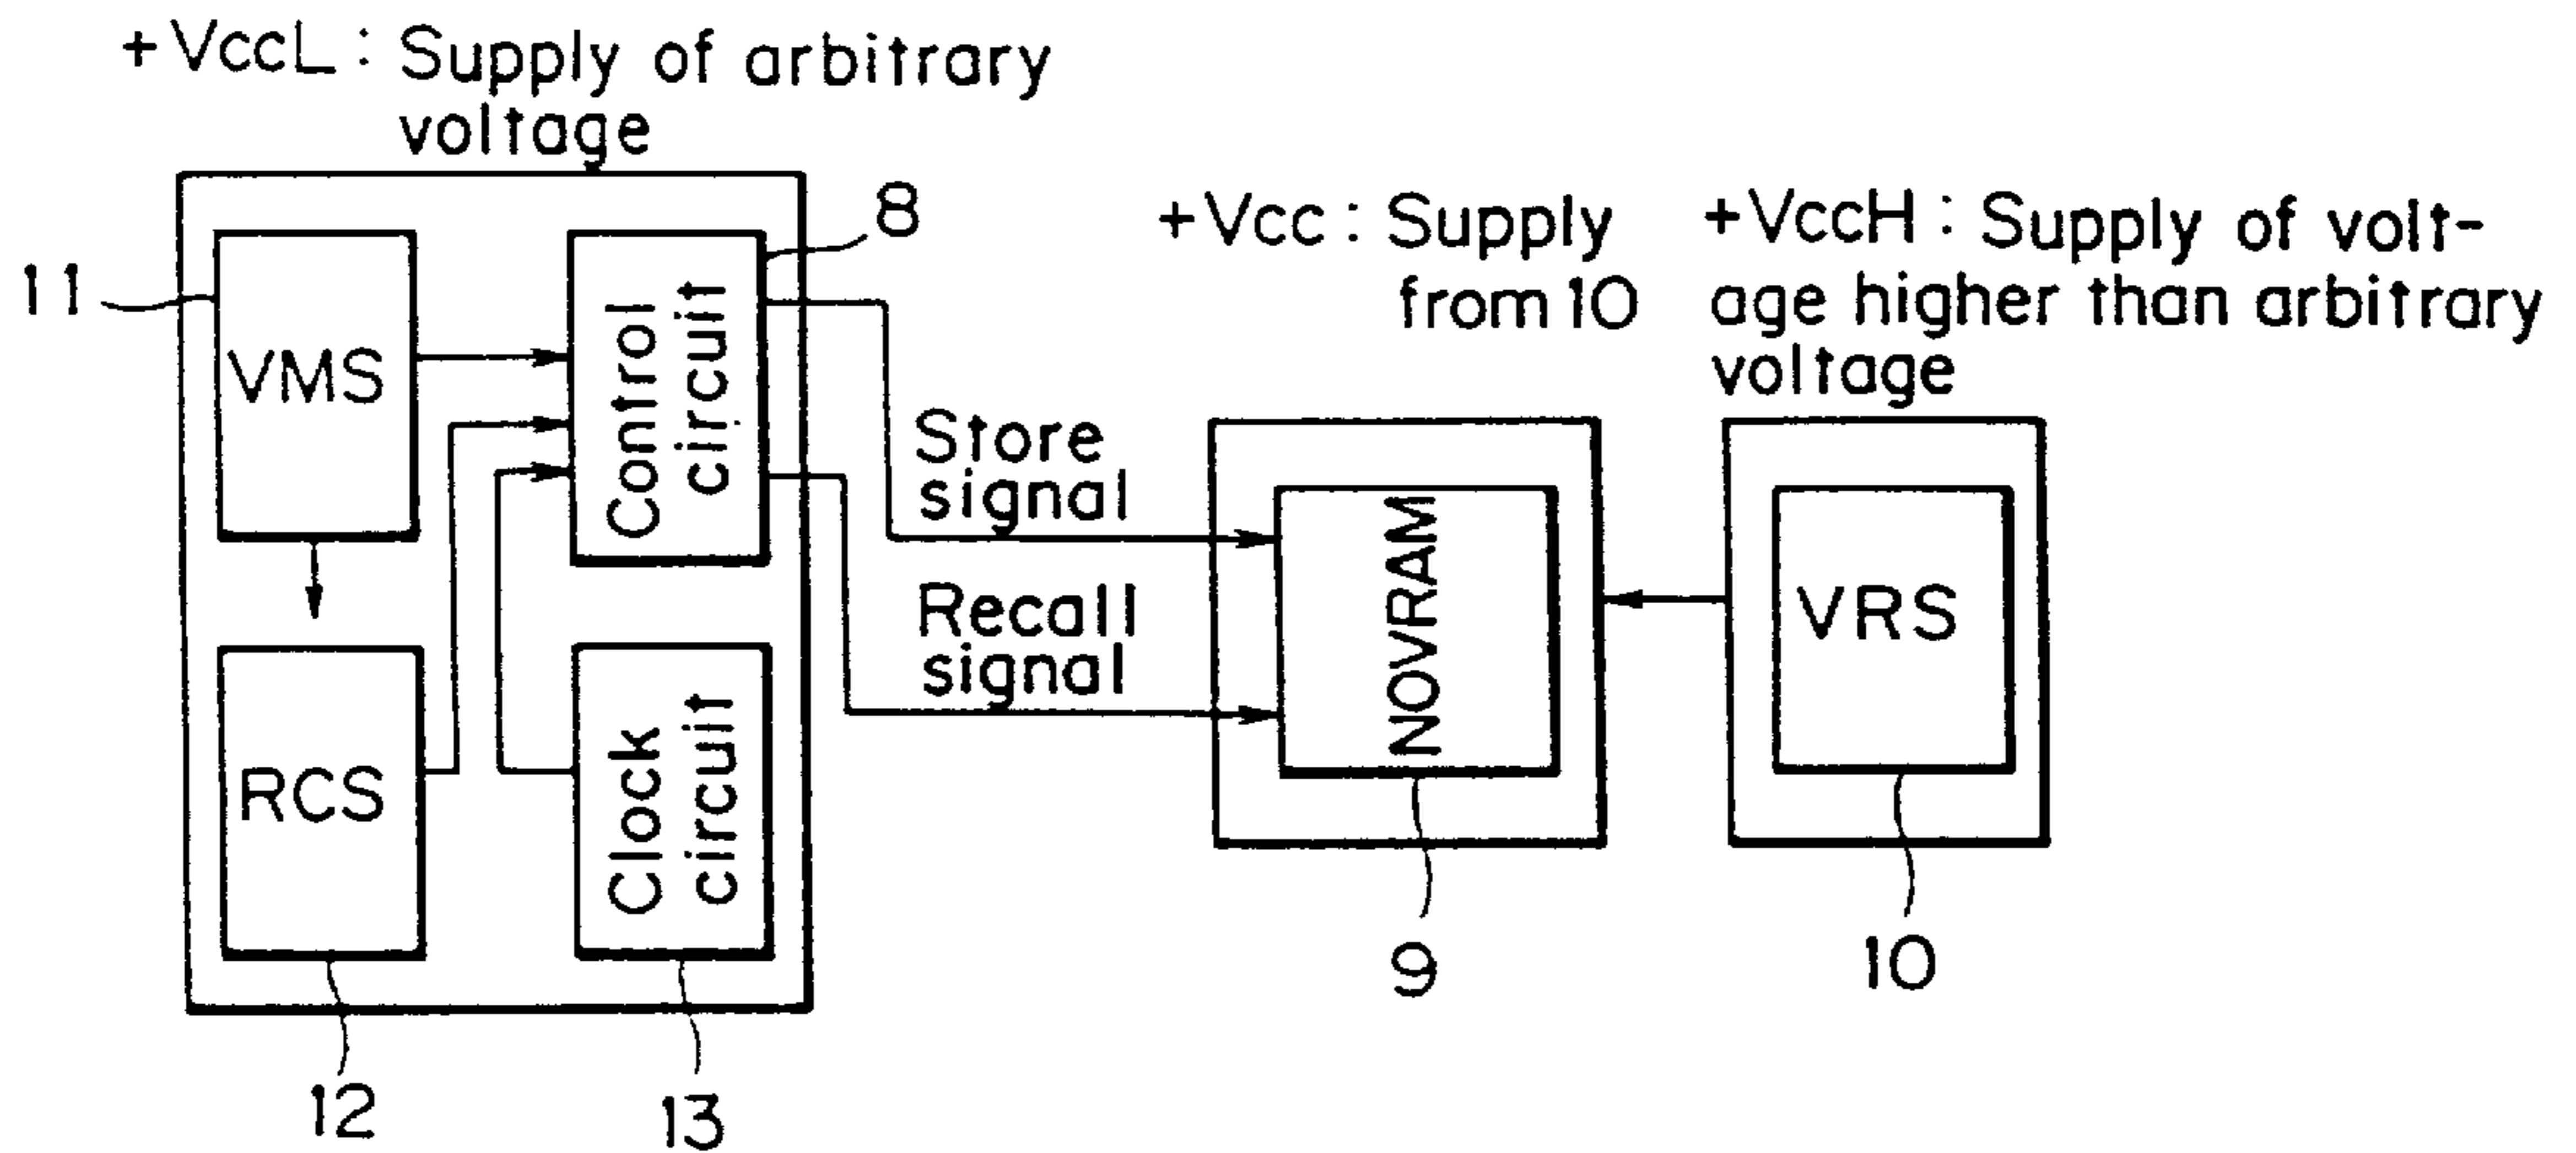 +VccL : Supply of arbitrary
voltage
+Vcc : Supply
from 10
+VccH : Supply of volt-
age higher than arbitrary
voltage
8
11
VMS
Control
circuit
Store
signal
Recall
signal
NOVRAM
VRS
RCS
Clock
circuit
9
10
12
13